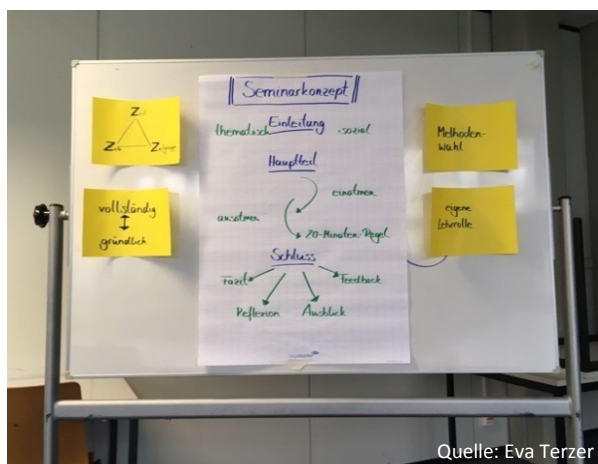 Seminarkonzept
Einleitung
thematisch
sozial
Hauptteil
einatmen
ausatmen
20-Minuten-Regel
Schluss
Fazit
Feedback
Reflexion
Ausblick
vollständig
gründlich
Methoden-
wahl
eigene
Lehrrolle
Quelle: Eva Terzer